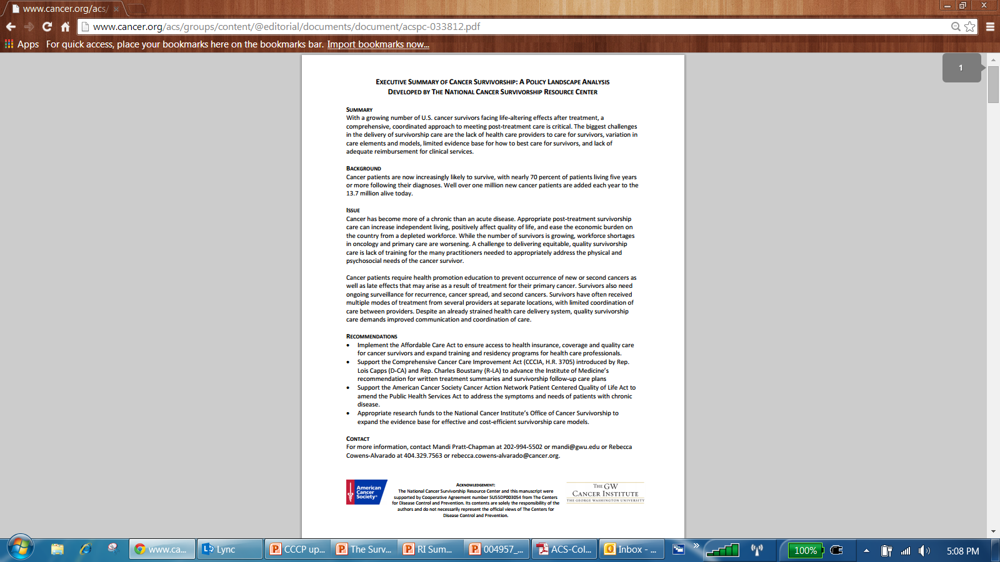 www.cancer.org/acs/
www.cancer.org/acs/groups/content/@editorial/documents/document/acspc-033812.pdf
Apps For quick access, place your bookmarks here on the bookmarks bar. Import bookmarks now...
1
EXECUTIVE SUMMARY OF CANCER SURVIVORSHIP: A POLICY LANDSCAPE ANALYSIS
DEVELOPED BY THE NATIONAL CANCER SURVIVORSHIP RESOURCE CENTER
SUMMARY
With a growing number of U.S. cancer survivors facing life-altering effects after treatment, a
comprehensive, coordinated approach to meeting post-treatment care is critical. The biggest challenges
in the delivery of survivorship care are the lack of health care providers to care for survivors, variation in
care elements and models, limited evidence base for how to best care for survivors, and lack of
adequate reimbursement for clinical services.
BACKGROUND
Cancer patients are now increasingly likely to survive, with nearly 70 percent of patients living five years
or more following their diagnoses. Well over one million new cancer patients are added each year to the
13.7 million alive today.
ISSUE
Cancer has become more of a chronic than an acute disease. Appropriate post-treatment survivorship
care can increase independent living, positively affect quality of life, and ease the economic burden on
the country from a depleted workforce. While the number of survivors is growing, workforce shortages
in oncology and primary care are worsening. A challenge to delivering equitable, quality survivorship
care is lack of training for the many practitioners needed to appropriately address the physical and
psychosocial needs of the cancer survivor.
Cancer patients require health promotion education to prevent occurrence of new or second cancers as
well as late effects that may arise as a result of treatment for their primary cancer. Survivors also need
ongoing surveillance for recurrence, cancer spread, and second cancers. Survivors have often received
multiple modes of treatment from several providers at separate locations, with limited coordination of
care between providers. Despite an already strained health care delivery system, quality survivorship
care demands improved communication and coordination of care.
RECOMMENDATIONS
• Implement the Affordable Care Act to ensure access to health insurance, coverage and quality care
for cancer survivors and expand training and residency programs for health care professionals.
• Support the Comprehensive Cancer Care Improvement Act (CCCIA, H.R. 3705) introduced by Rep.
Lois Capps (D-CA) and Rep. Charles Boustany (R-LA) to advance the Institute of Medicine's
recommendation for written treatment summaries and survivorship follow-up care plans
• Support the American Cancer Society Cancer Action Network Patient Centered Quality of Life Act to
amend the Public Health Services Act to address the symptoms and needs of patients with chronic
disease.
• Appropriate research funds to the National Cancer Institute's Office of Cancer Survivorship to
expand the evidence base for effective and cost-efficient survivorship care models.
CONTACT
For more information, contact Mandi Pratt-Chapman at 202-994-5502 or mandi@gwu.edu or Rebecca
Cowens-Alvarado at 404.329.7563 or rebecca.cowens-alvarado@cancer.org.
American
Cancer
Society®
ACKNOWLEDGEMENT:
The National Cancer Survivorship Resource Center and this manuscript were
supported by Cooperative Agreement number 5U55DP003054 from The Centers
for Disease Control and Prevention. Its contents are solely the responsibility of the
authors and do not necessarily represent the official views of The Centers for
Disease Control and Prevention.
THE GW
CANCER INSTITUTE
THE GEORGE WASHINGTON UNIVERSITY
www.ca...
Lync
CCCP up...
The Surv...
RI Sum...
004957_...
ACS-Col...
Inbox - ...
100%
5:08 PM